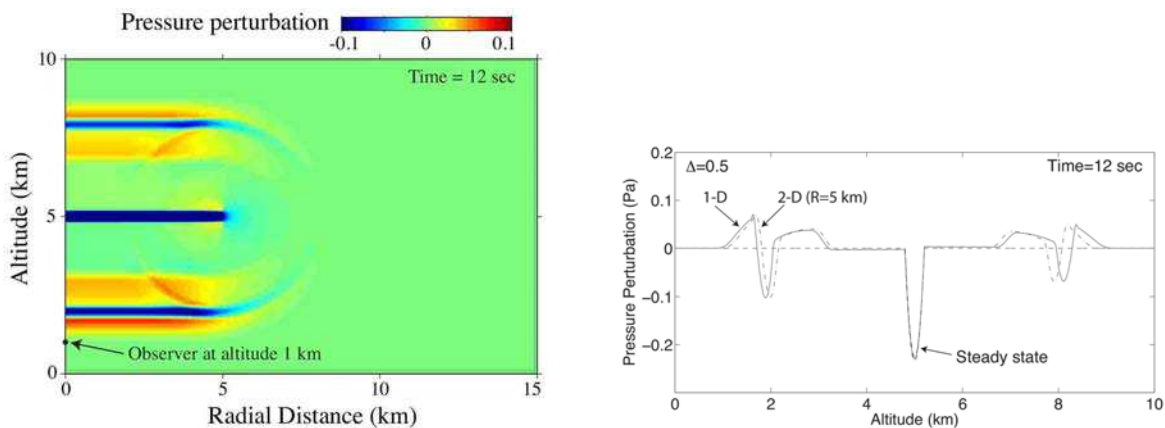 Pressure perturbation
-0.1 0 0.1
10
Time = 12 sec
Altitude (km)
5
Observer at altitude 1 km
0
0 5 10 15
Radial Distance (km)
0.2
Δ=0.5 Time=12 sec
1-D 2-D (R=5 km)
0.1
Pressure Perturbation (Pa)
0
−0.1
−0.2
Steady state
0 2 4 6 8 10
Altitude (km)